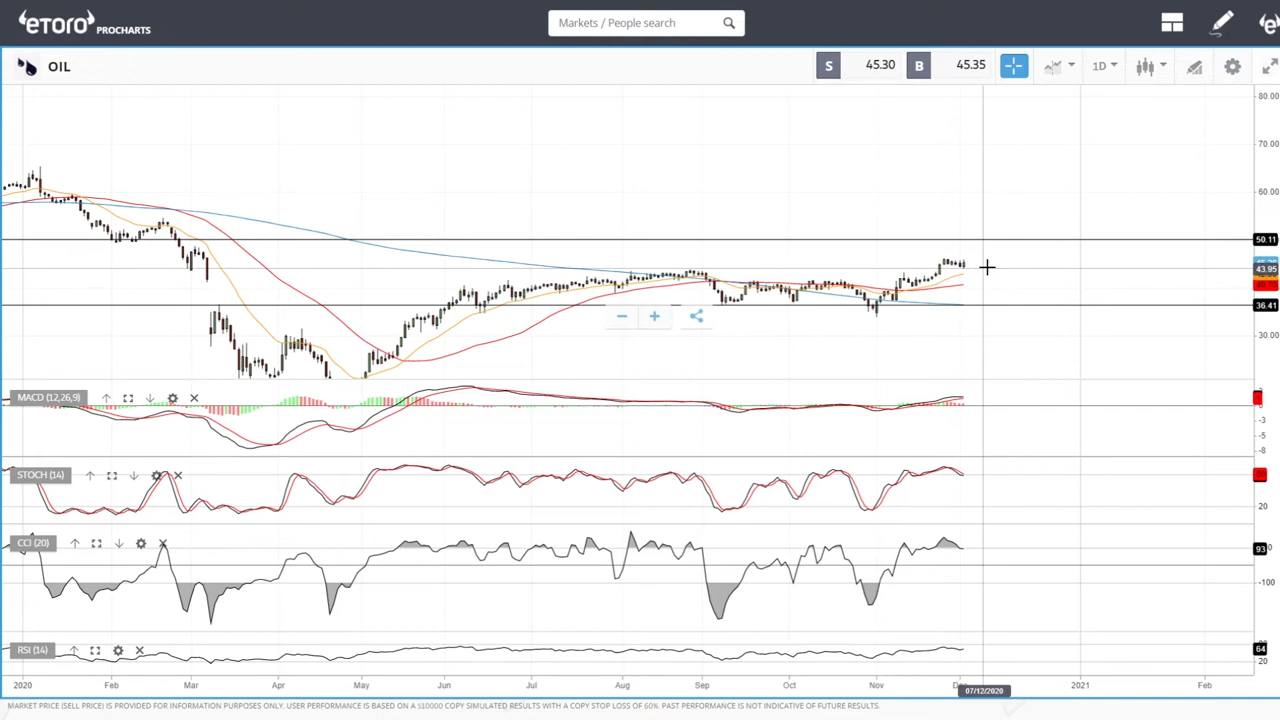 eToro PROCHARTS
Markets / People search
OIL
S 45.30 B 45.35 1D
80.00
70.00
60.00
50.11
43.95
36.41
30.00
MACD (12,26,9)
0
-3
-5
-8
STOCH (14)
20
CCI (20)
93
-100
RSI (14)
64
20
2020 Feb Mar Apr May Jun Jul Aug Sep Oct Nov 2021 Feb
07/12/2020
MARKET PRICE (SELL PRICE) IS PROVIDED FOR INFORMATION PURPOSES ONLY. USER PERFORMANCE IS BASED ON A $10000 COPY SIMULATED RESULTS WITH A COPY STOP LOSS OF 60%. PAST PERFORMANCE IS NOT INDICATIVE OF FUTURE RESULTS.